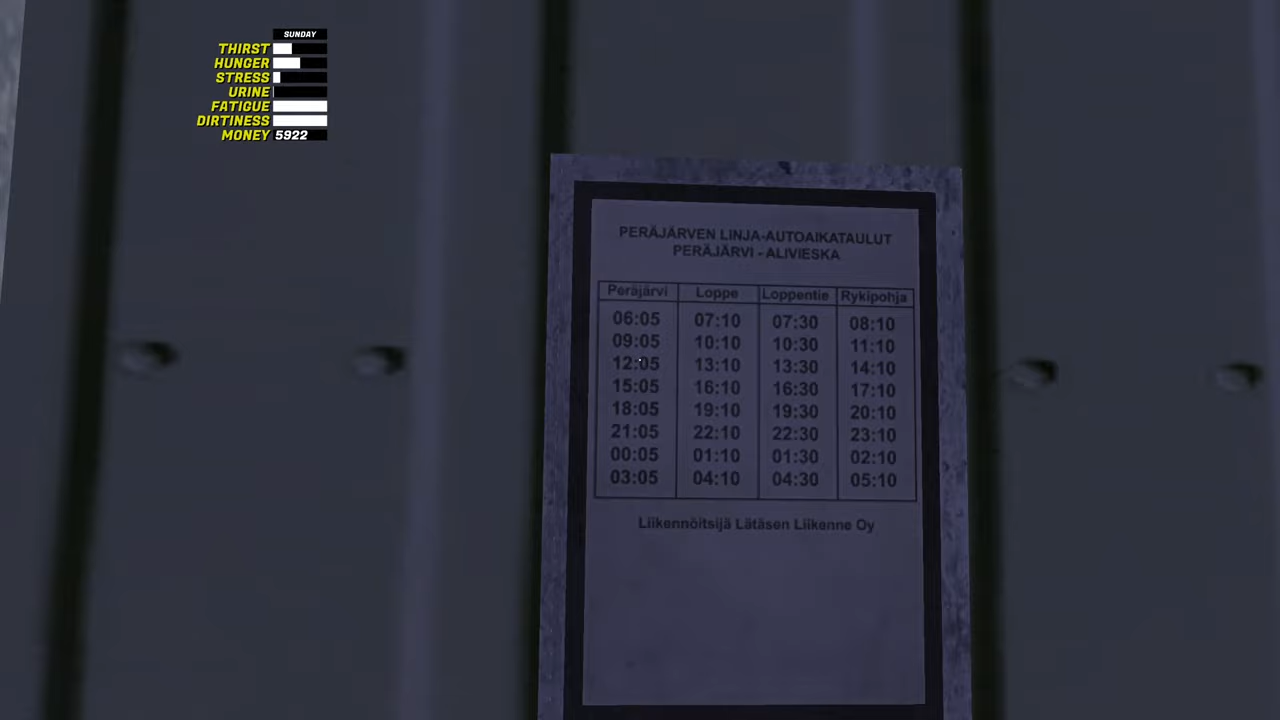 SUNDAY
THIRST
HUNGER
STRESS
URINE
FATIGUE
DIRTINESS
MONEY 5922
PERÄJÄRVEN LINJA-AUTOAIKATAULUT
PERÄJÄRVI - ALIVIESKA
Peräjärvi Loppe Loppentie Rykipohja
06:05 07:10 07:30 08:10
09:05 10:10 10:30 11:10
12:05 13:10 13:30 14:10
15:05 16:10 16:30 17:10
18:05 19:10 19:30 20:10
21:05 22:10 22:30 23:10
00:05 01:10 01:30 02:10
03:05 04:10 04:30 05:10
Liikennöitsijä Lätäsen Liikenne Oy